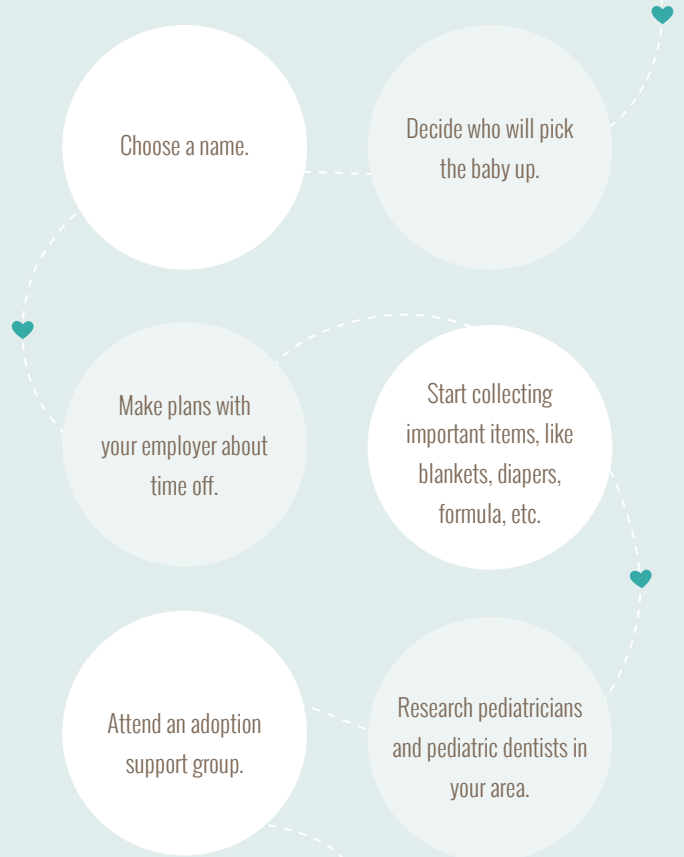 Choose a name.
Decide who will pick
the baby up.
Make plans with
your employer about
time off.
Start collecting
important items, like
blankets, diapers,
formula, etc.
Attend an adoption
support group.
Research pediatricians
and pediatric dentists in
your area.